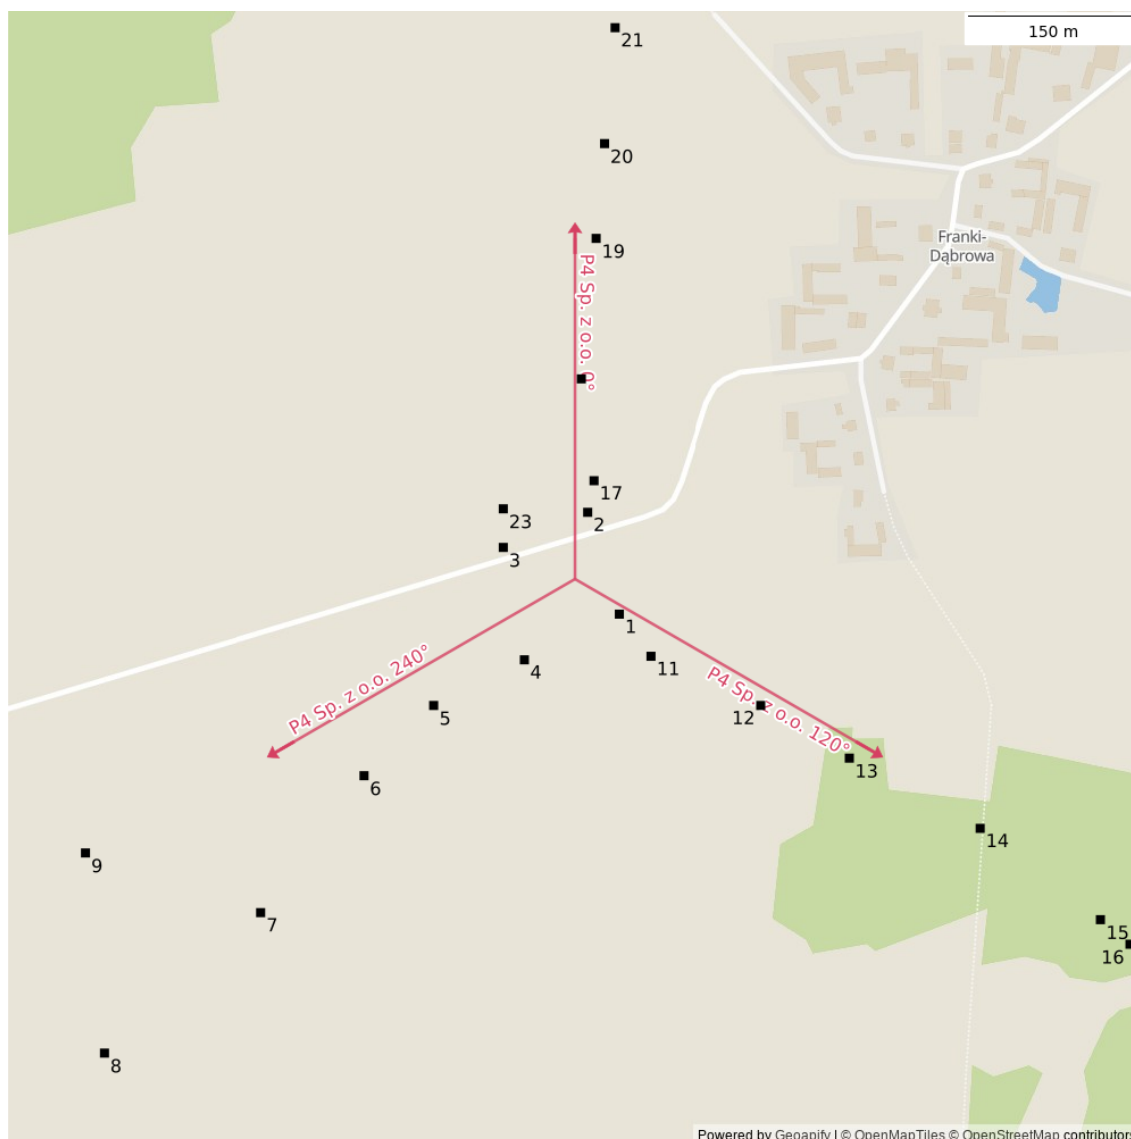 21
150 m
20
19
Franki-
Dąbrowa
P4 Sp. z o.o. 0°
17
23
2
3
1
4
11
P4 Sp. z o.o. 240°
P4 Sp. z o.o. 120°
5
12
13
6
14
9
7
15
16
8
Powered by Geoapify | © OpenMapTiles © OpenStreetMap contributors